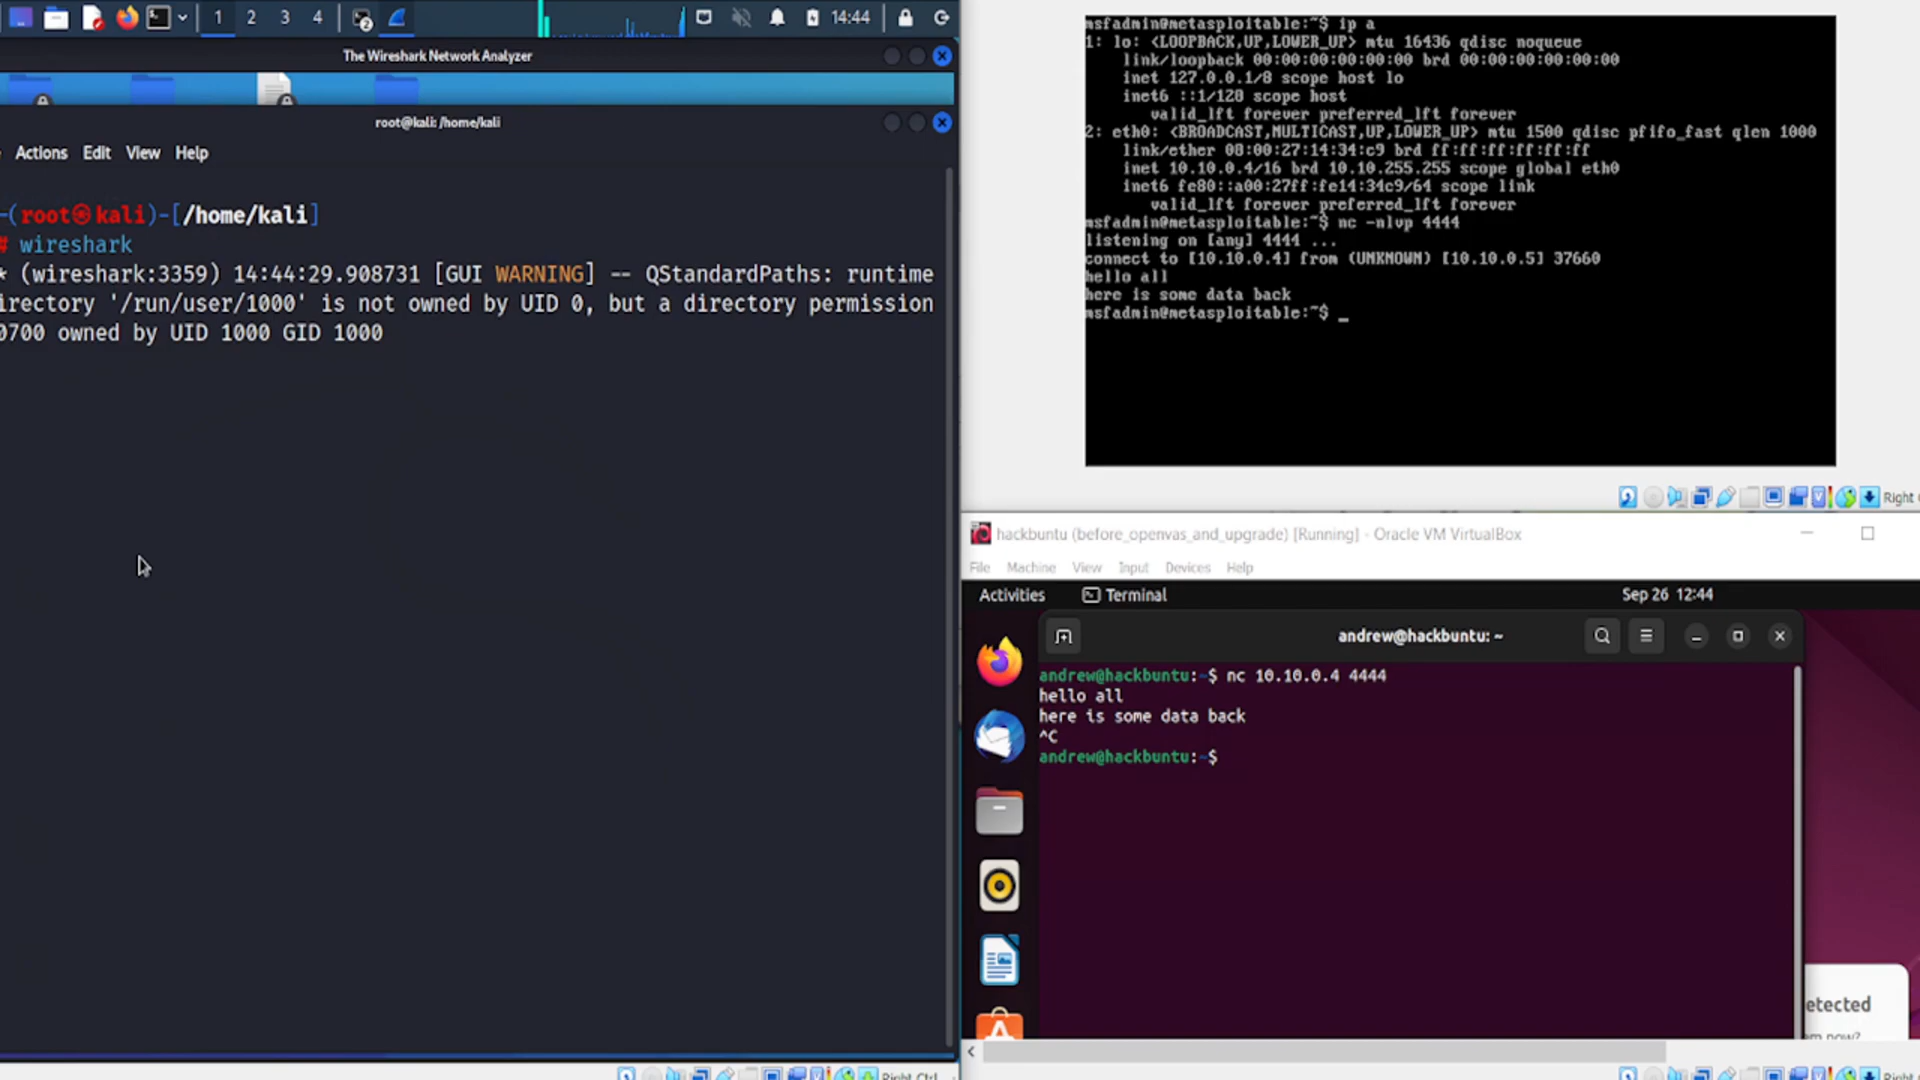 1 2 3 4 14:44
The Wireshark Network Analyzer
root@kali: /home/kali
Actions Edit View Help
-(root㉿kali)-[/home/kali]
# wireshark
* (wireshark:3359) 14:44:29.908731 [GUI WARNING] -- QStandardPaths: runtime
irectory '/run/user/1000' is not owned by UID 0, but a directory permission
0700 owned by UID 1000 GID 1000
Right Ctrl
msfadmin@metasploitable:~$ ip a
1: lo: <LOOPBACK,UP,LOWER_UP> mtu 16436 qdisc noqueue
link/loopback 00:00:00:00:00:00 brd 00:00:00:00:00:00
inet 127.0.0.1/8 scope host lo
inet6 ::1/128 scope host
valid_lft forever preferred_lft forever
2: eth0: <BROADCAST,MULTICAST,UP,LOWER_UP> mtu 1500 qdisc pfifo_fast qlen 1000
link/ether 08:00:27:14:34:c9 brd ff:ff:ff:ff:ff:ff
inet 10.10.0.4/16 brd 10.10.255.255 scope global eth0
inet6 fe80::a00:27ff:fe14:34c9/64 scope link
valid_lft forever preferred_lft forever
msfadmin@metasploitable:~$ nc -nlvp 4444
listening on [any] 4444 ...
connect to [10.10.0.4] from (UNKNOWN) [10.10.0.5] 37660
hello all
here is some data back
msfadmin@metasploitable:~$ _
Right
hackbuntu (before_openvas_and_upgrade) [Running] - Oracle VM VirtualBox
File Machine View Input Devices Help
Activities Terminal Sep 26 12:44
andrew@hackbuntu: ~
andrew@hackbuntu:~$ nc 10.10.0.4 4444
hello all
here is some data back
^C
andrew@hackbuntu:~$
etected
now?
Right